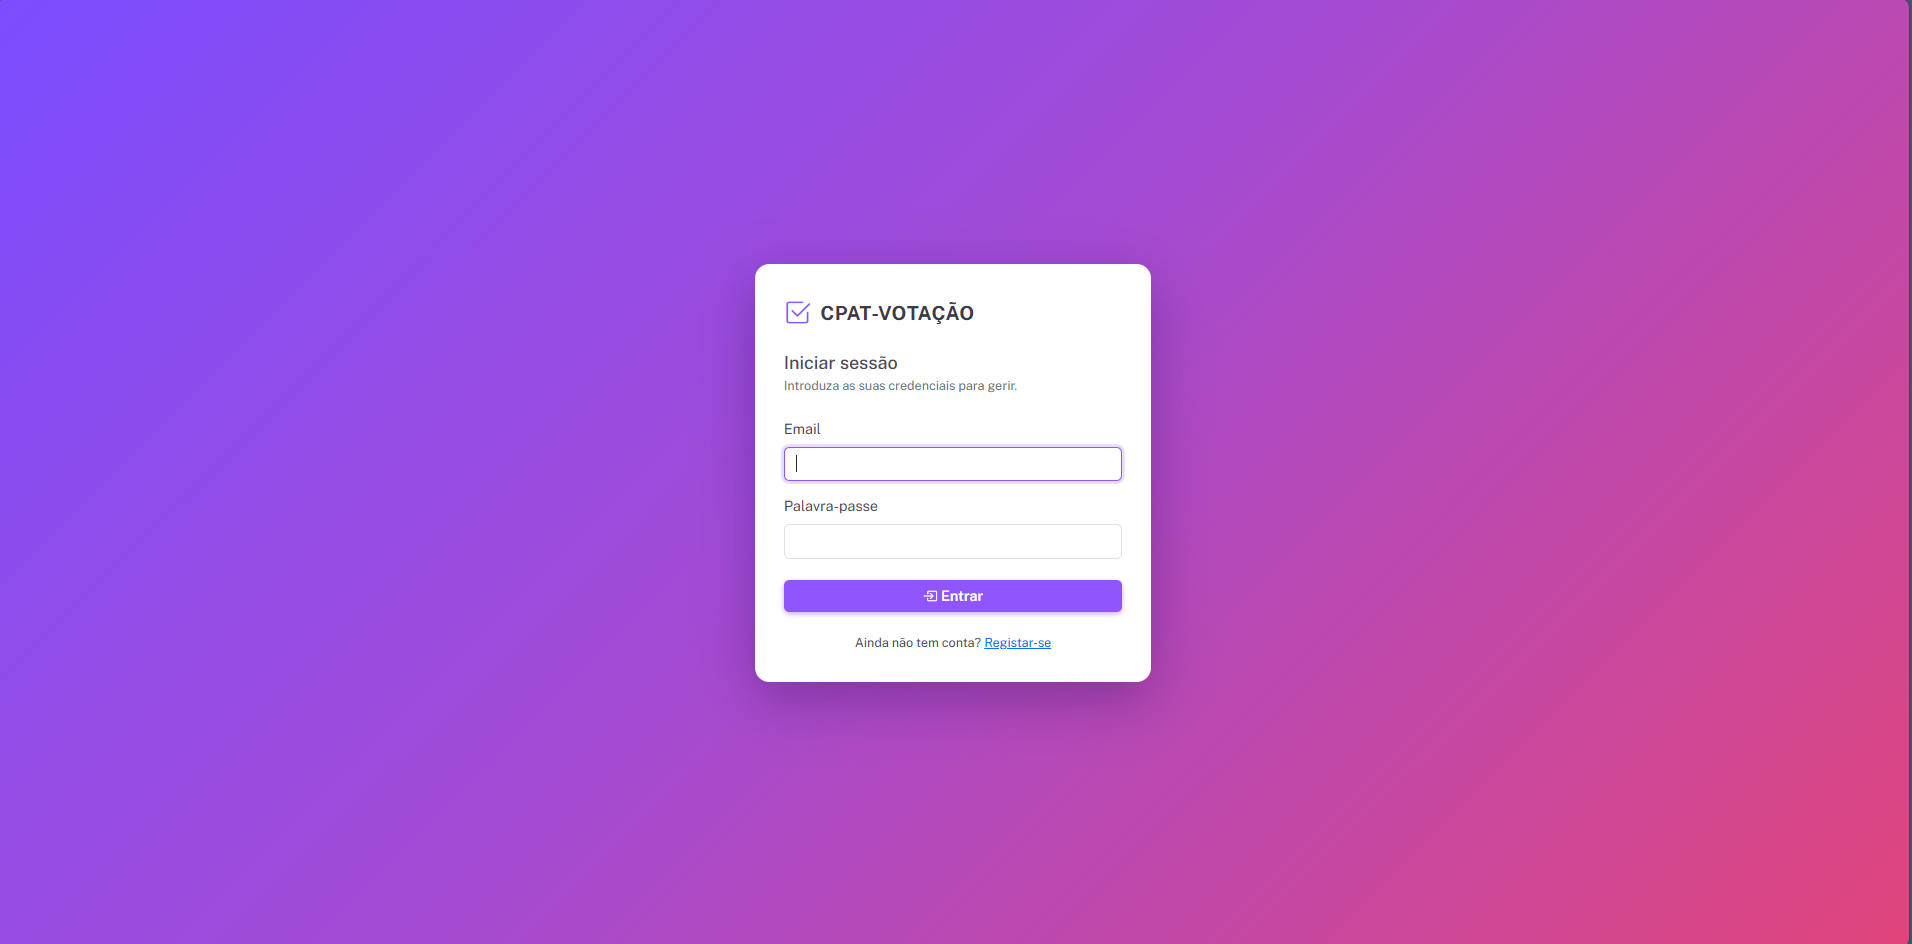 CPAT-VOTAÇÃO
Iniciar sessão
Introduza as suas credenciais para gerir.
Email
Palavra-passe
Entrar
Ainda não tem conta? Registar-se